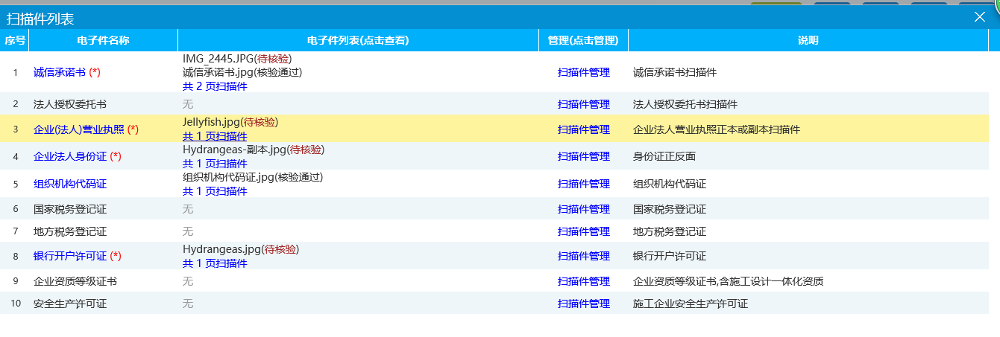 扫描件列表
序号 电子件名称 电子件列表(点击查看) 管理(点击管理) 说明
1 诚信承诺书 (*) IMG_2445.JPG(待核验) 扫描件管理 诚信承诺书扫描件
诚信承诺书.jpg(核验通过)
共 2 页扫描件
2 法人授权委托书 无 扫描件管理 法人授权委托书扫描件
3 企业(法人)营业执照 (*) Jellyfish.jpg(待核验) 扫描件管理 企业法人营业执照正本或副本扫描件
共 1 页扫描件
4 企业法人身份证 (*) Hydrangeas-副本.jpg(待核验) 扫描件管理 身份证正反面
共 1 页扫描件
5 组织机构代码证 组织机构代码证.jpg(核验通过) 扫描件管理 组织机构代码证
共 1 页扫描件
6 国家税务登记证 无 扫描件管理 国家税务登记证
7 地方税务登记证 无 扫描件管理 地方税务登记证
8 银行开户许可证 (*) Hydrangeas.jpg(待核验) 扫描件管理 银行开户许可证
共 1 页扫描件
9 企业资质等级证书 无 扫描件管理 企业资质等级证书,含施工设计一体化资质
10 安全生产许可证 无 扫描件管理 施工企业安全生产许可证